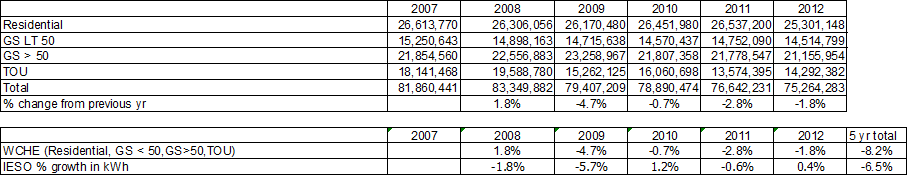 2007 2008 2009 2010 2011 2012
Residential 26,613,770 26,306,056 26,170,480 26,451,980 26,537,200 25,301,148
GS LT 50 15,250,643 14,898,163 14,715,638 14,570,437 14,752,090 14,514,799
GS > 50 21,854,560 22,556,883 23,258,967 21,807,358 21,778,547 21,155,954
TOU 18,141,468 19,588,780 15,262,125 16,060,698 13,574,395 14,292,382
Total 81,860,441 83,349,882 79,407,209 78,890,474 76,642,231 75,264,283
% change from previous yr 1.8% -4.7% -0.7% -2.8% -1.8%
2007 2008 2009 2010 2011 2012 5 yr total
WCHE (Residential, GS < 50,GS>50,TOU) 1.8% -4.7% -0.7% -2.8% -1.8% -8.2%
IESO % growth in kWh -1.8% -5.7% 1.2% -0.6% 0.4% -6.5%